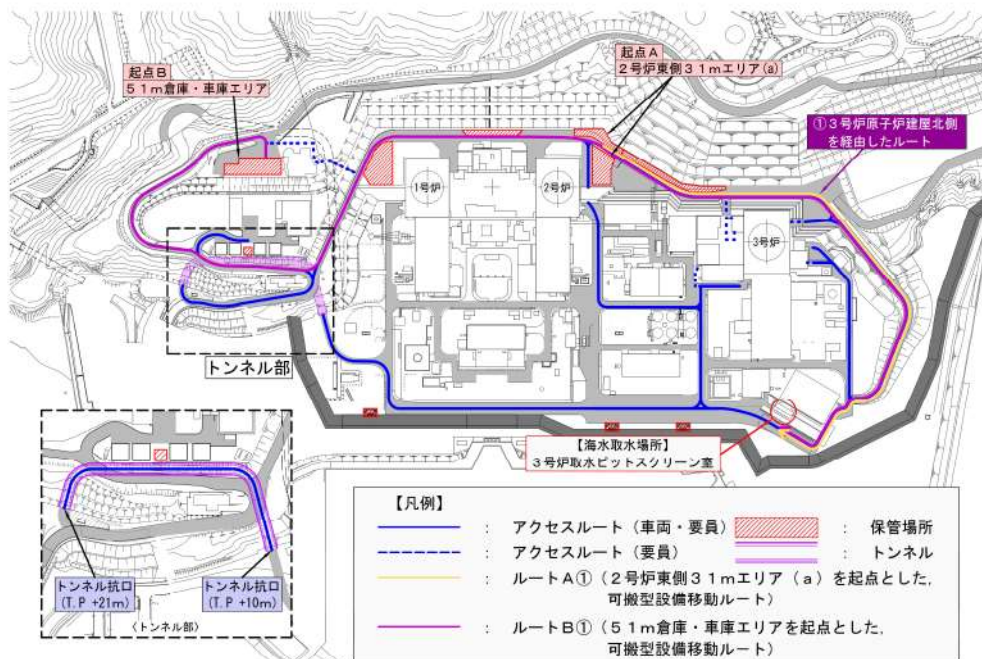 起点B
51m倉庫・車庫エリア
起点A
2号炉東側31mエリア(a)
①3号炉原子炉建屋北側
を経由したルート
1号炉
2号炉
3号炉
トンネル部
【海水取水場所】
3号炉取水ピットスクリーン室
トンネル坑口
(T.P +21m)
トンネル坑口
(T.P +10m)
〈トンネル部〉
【凡例】
: アクセスルート(車両・要員)
: 保管場所
: アクセスルート(要員)
: トンネル
: ルートA①(2号炉東側31mエリア(a)を起点とした,
可搬型設備移動ルート)
: ルートB①(51m倉庫・車庫エリアを起点とした,
可搬型設備移動ルート)